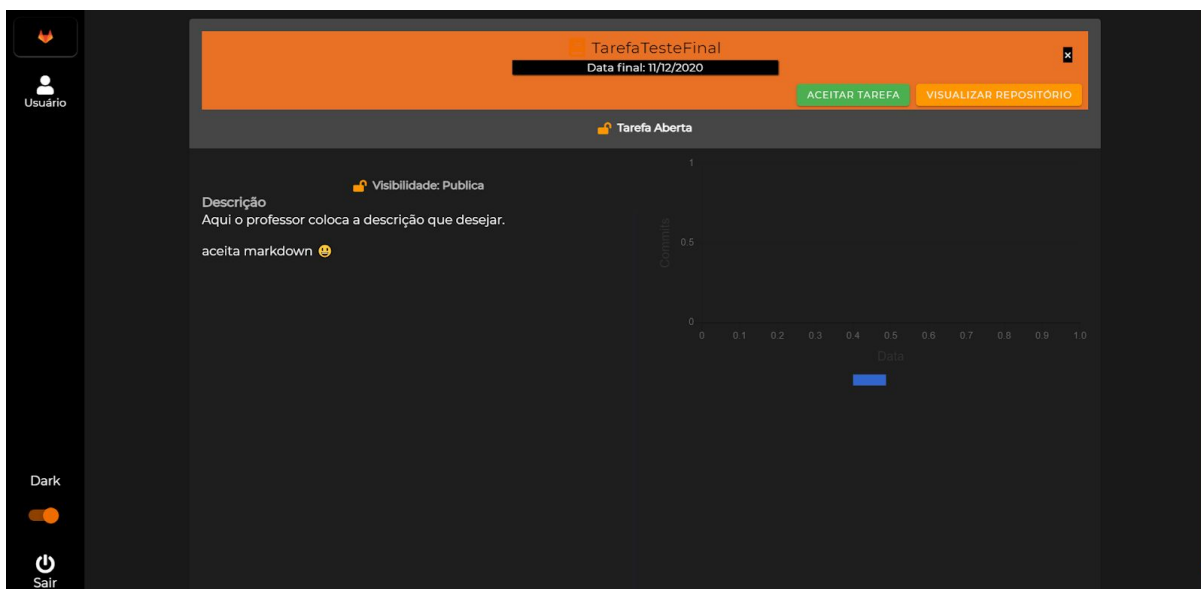 Usuário
Dark
Sair
TarefaTesteFinal
Data final: 11/12/2020
ACEITAR TAREFA
VISUALIZAR REPOSITÓRIO
Tarefa Aberta
Visibilidade: Publica
Descrição
Aqui o professor coloca a descrição que desejar.
aceita markdown 😃
Commits
1
0.5
0
0 0.1 0.2 0.3 0.4 0.5 0.6 0.7 0.8 0.9 1.0
Data